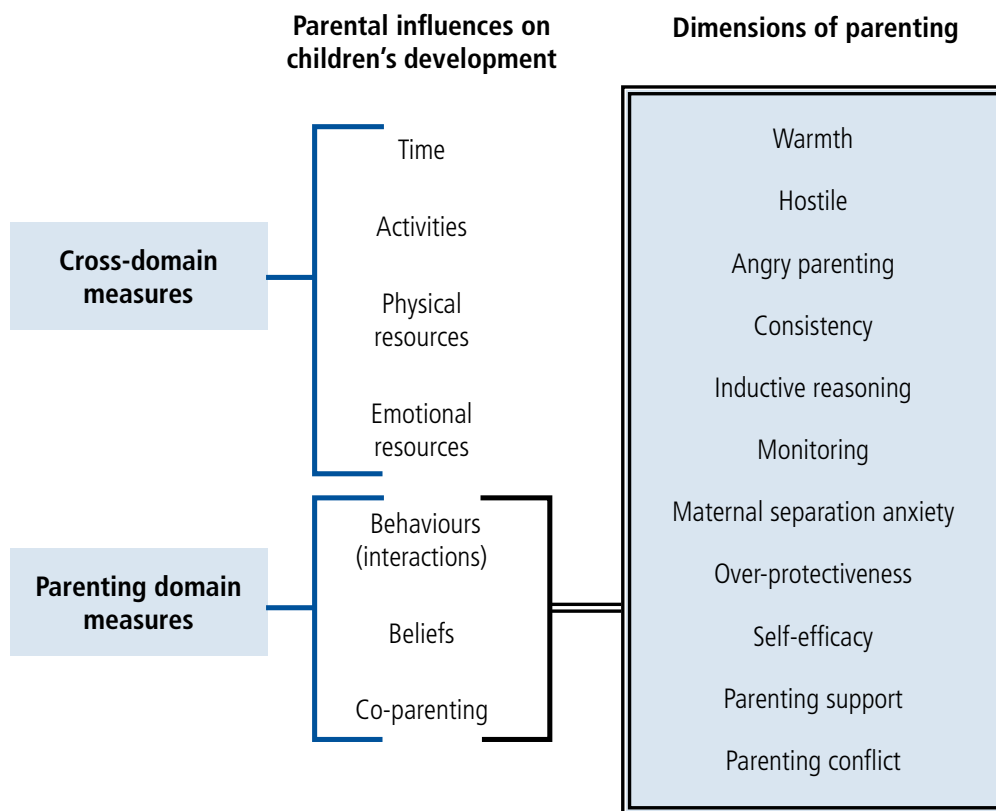 Parental influences on
children's development
Dimensions of parenting
Cross-domain
measures
Time
Activities
Physical
resources
Emotional
resources
Parenting domain
measures
Behaviours
(interactions)
Beliefs
Co-parenting
Warmth
Hostile
Angry parenting
Consistency
Inductive reasoning
Monitoring
Maternal separation anxiety
Over-protectiveness
Self-efficacy
Parenting support
Parenting conflict